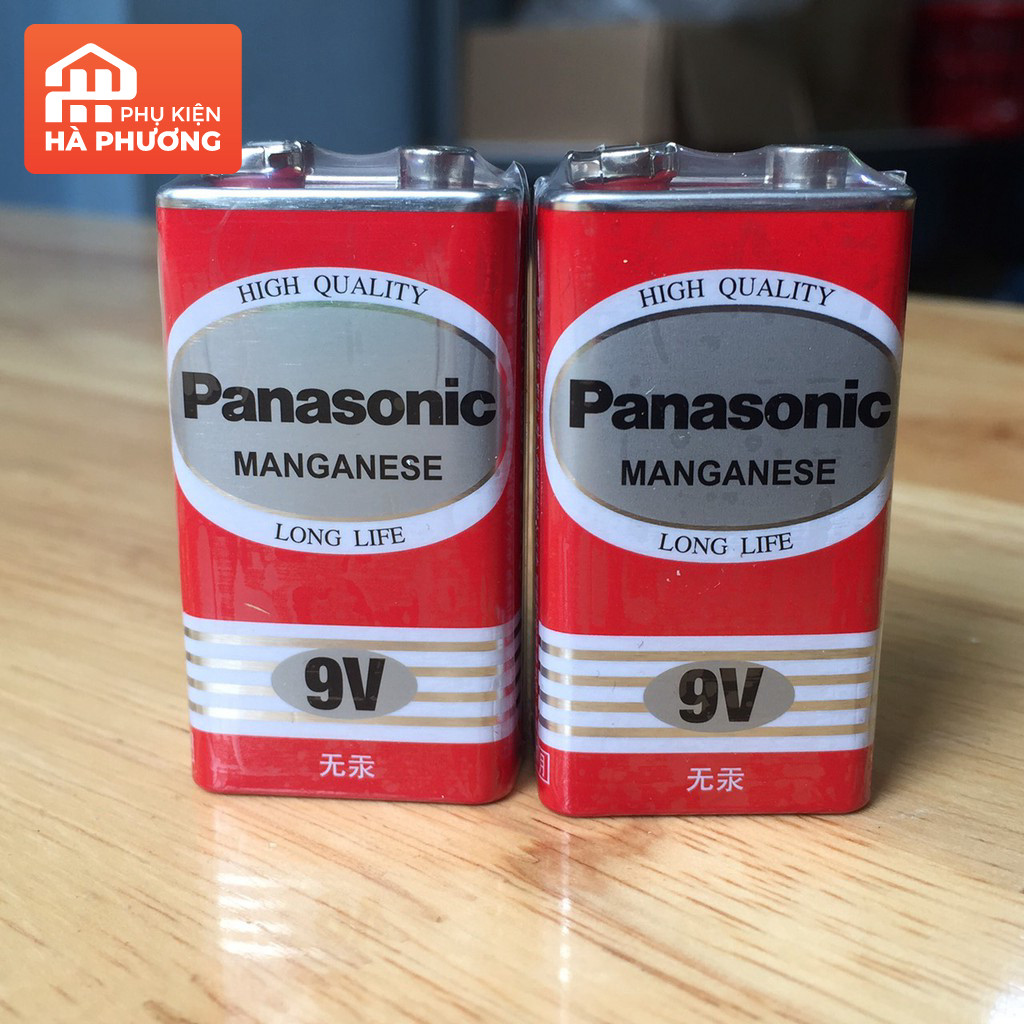 PHỤ KIỆN
HÀ PHƯƠNG
HIGH QUALITY
Panasonic
MANGANESE
LONG LIFE
9V
无汞
HIGH QUALITY
Panasonic
MANGANESE
LONG LIFE
9V
无汞